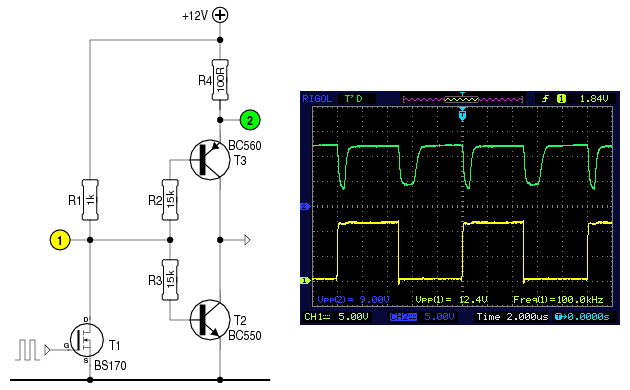 +12V
R4
100R
2
BC560
T3
R1
1k
R2
15k
1
R3
15k
T2
BC550
D
G
S
T1
BS170
RIGOL T'D
T
1 1.84V
T
2
1
Vpp(2)= 9.00V Vpp(1)= 12.4V Freq(1)=100.0kHz
CH1 5.00V CH2 5.00V Time 2.000us T→0.0000s